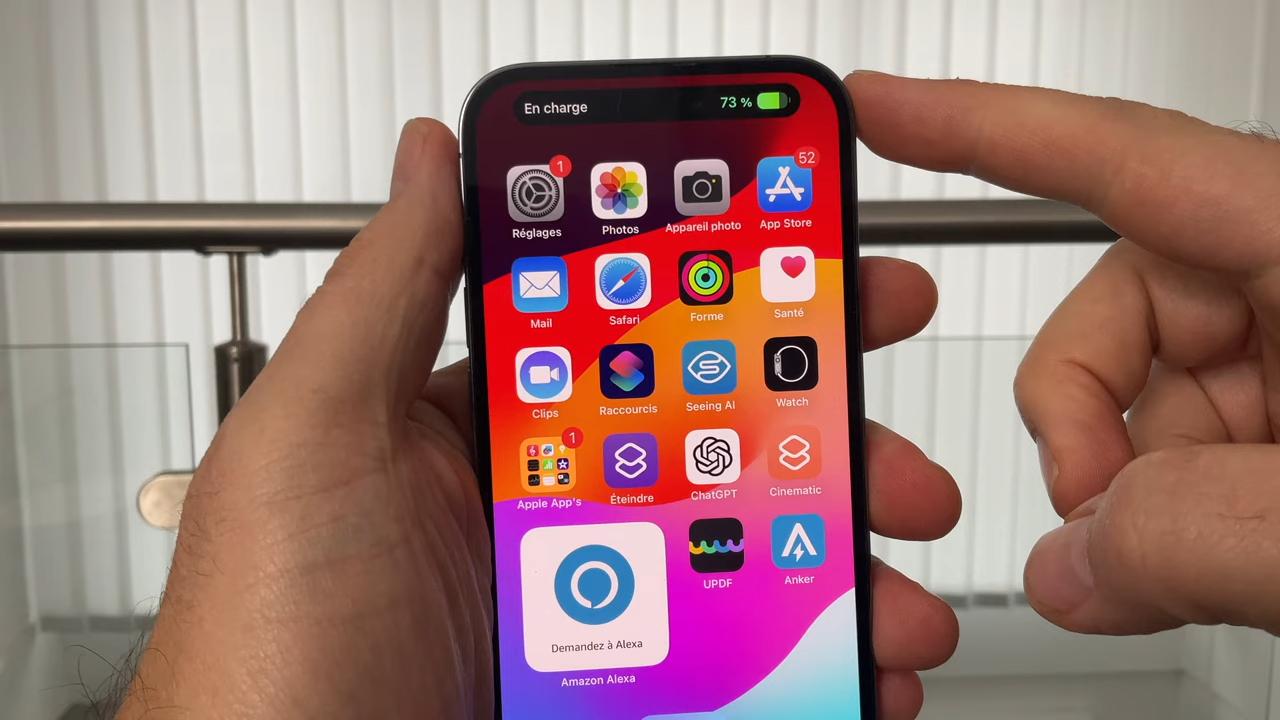 En charge 73 %
1 52
Réglages Photos Appareil photo App Store
Mail Safari Forme Santé
Clips Raccourcis Seeing AI Watch
1
Apple App's Éteindre ChatGPT Cinematic
Demandez à Alexa
UPDF Anker
Amazon Alexa